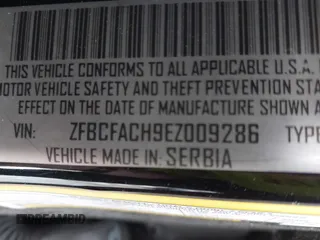 THIS VEHICLE CONFORMS TO ALL APPLICABLE U.S.A.
MOTOR VEHICLE SAFETY AND THEFT PREVENTION STA
EFFECT ON THE DATE OF MANUFACTURE SHOWN A
VIN: ZFBCFACH9EZ009286 TYPE
VEHICLE MADE IN: SERBIA